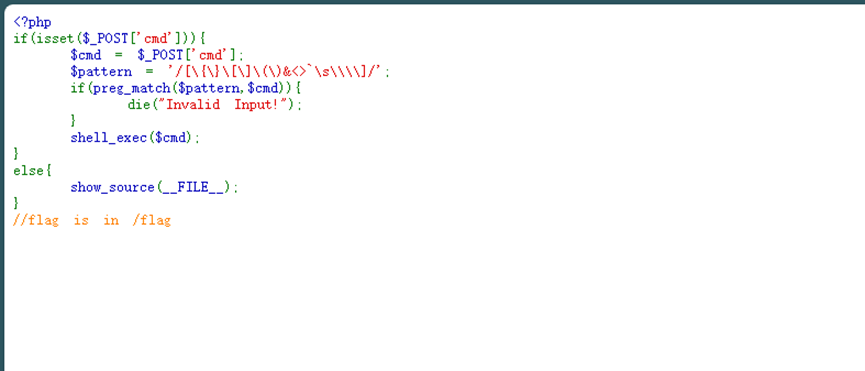 <?php
if(isset($_POST['cmd'])){
        $cmd = $_POST['cmd'];
        $pattern = '/[\{\}\[\]\(\)&<>`\s\\\\]/';
        if(preg_match($pattern,$cmd)){
                die("Invalid Input!");
        }
        shell_exec($cmd);
}
else{
        show_source(__FILE__);
}
//flag is in /flag